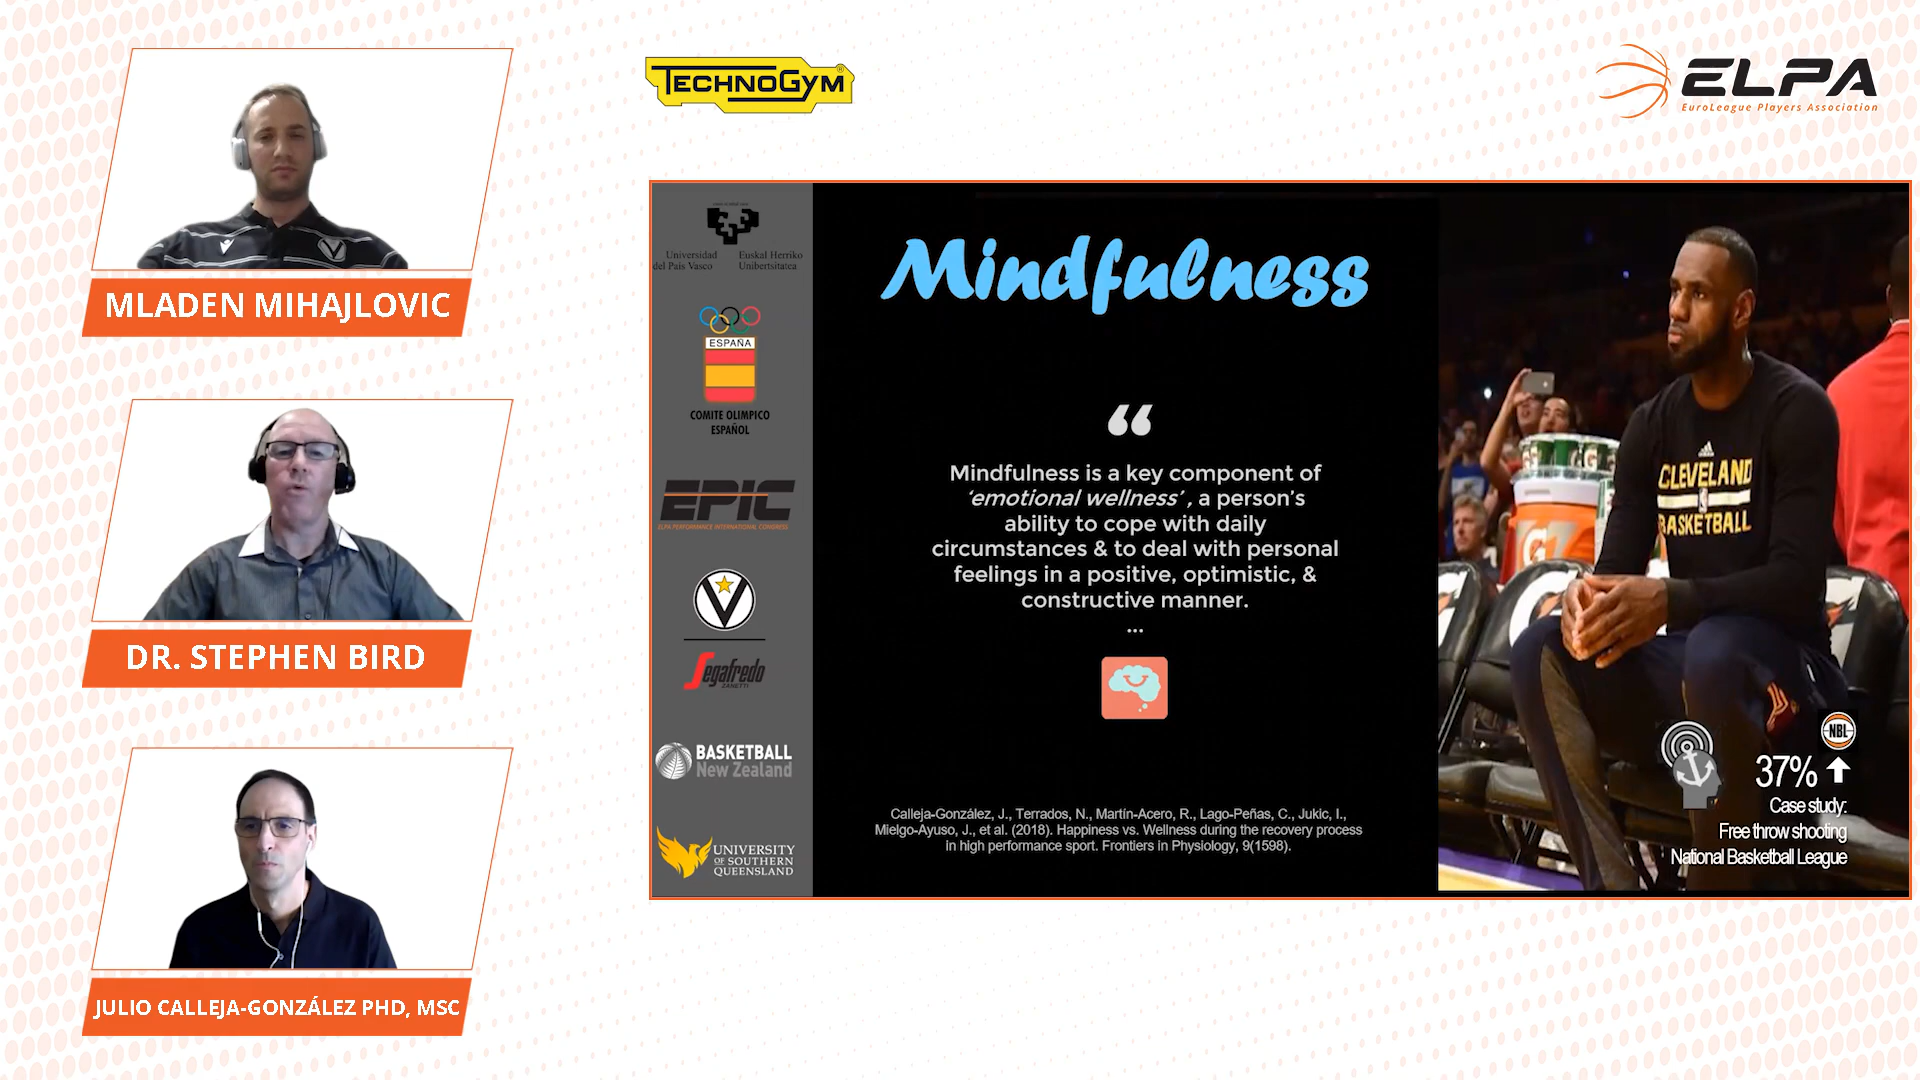 MLADEN MIHAJLOVIC
DR. STEPHEN BIRD
JULIO CALLEJA-GONZÁLEZ PHD, MSC
TECHNOGYM
ELPA
EuroLeague Players Association
Universidad del País Vasco
Euskal Herriko Unibertsitatea
ESPAÑA
COMITE OLIMPICO
ESPAÑOL
EPIC
ELPA PERFORMANCE INTERNATIONAL CONGRESS
V
Segafredo
ZANETTI
BASKETBALL
New Zealand
UNIVERSITY
OF SOUTHERN
QUEENSLAND
Mindfulness
“
Mindfulness is a key component of
‘emotional wellness’ , a person’s
ability to cope with daily
circumstances & to deal with personal
feelings in a positive, optimistic, &
constructive manner.
...
Calleja-González, J., Terrados, N., Martín-Acero, R., Lago-Peñas, C., Jukic, I.,
Mielgo-Ayuso, J., et al. (2018). Happiness vs. Wellness during the recovery process
in high performance sport. Frontiers in Physiology, 9(1598).
CLEVELAND
BASKETBALL
G
NBL
37%
Case study:
Free throw shooting
National Basketball League